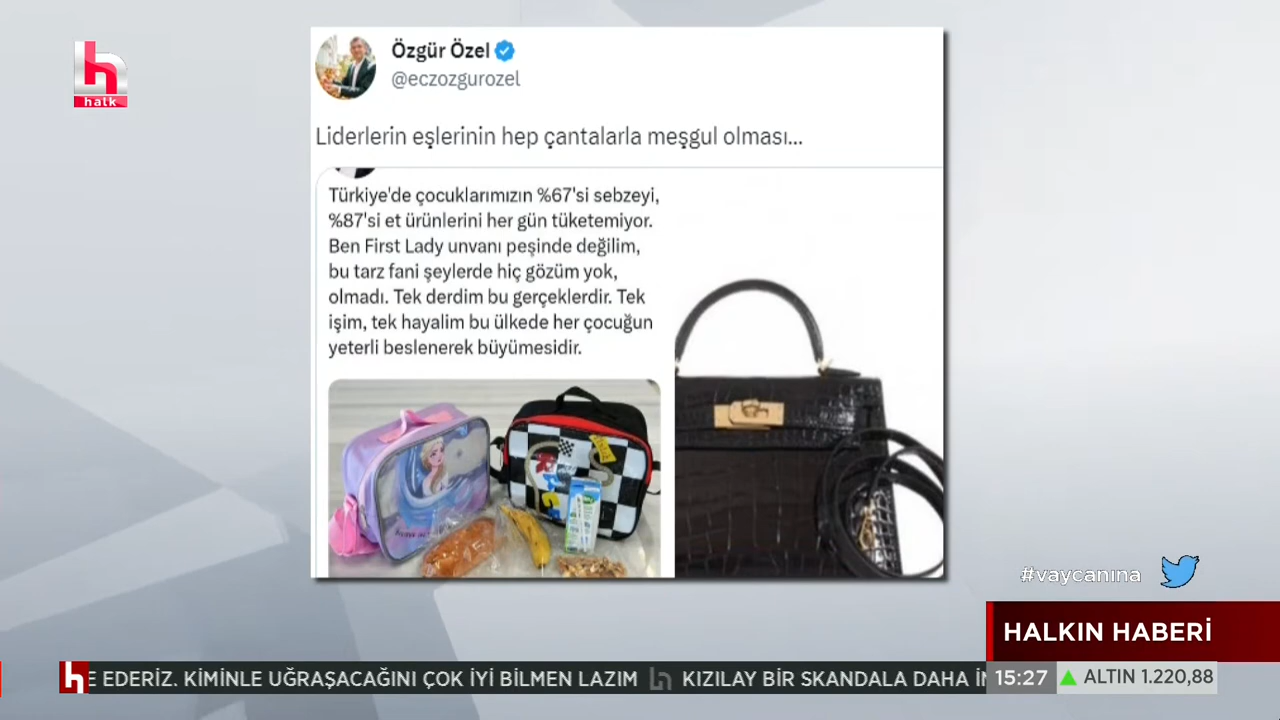 h
halk
Özgür Özel
@eczozgurozel
Liderlerin eşlerinin hep çantalarla meşgul olması...
Türkiye'de çocuklarımızın %67'si sebzeyi,
%87'si et ürünlerini her gün tüketemiyor.
Ben First Lady unvanı peşinde değilim,
bu tarz fani şeylerde hiç gözüm yok,
olmadı. Tek derdim bu gerçeklerdir. Tek
işim, tek hayalim bu ülkede her çocuğun
yeterli beslenerek büyümesidir.
#vaycanına
HALKIN HABERİ
h E EDERİZ. KİMİNLE UĞRAŞACAĞINI ÇOK İYİ BİLMEN LAZIM h KIZILAY BİR SKANDALA DAHA İ
15:27 ALTIN 1.220,88